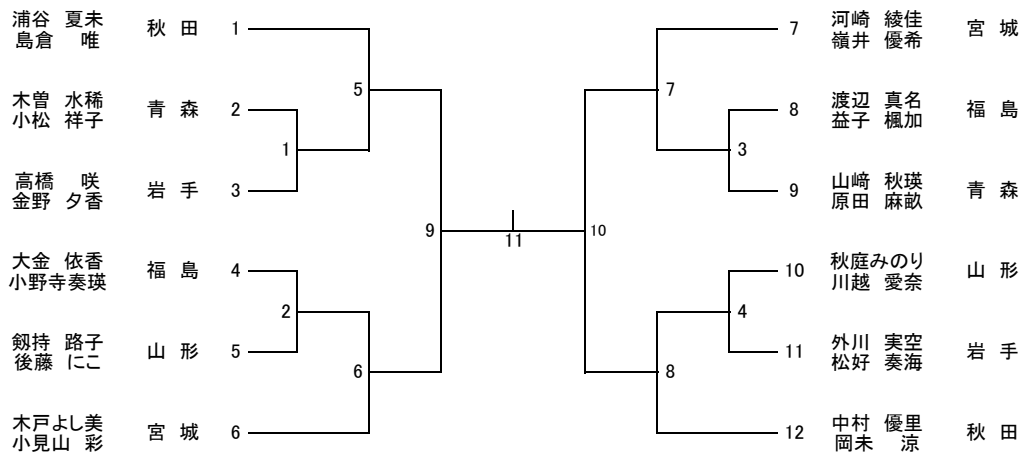 浦谷 夏未
島倉 唯
秋田 1
木曽 水稀
小松 祥子
青森 2
高橋 咲
金野 夕香
岩手 3
大金 依香
小野寺奏瑛
福島 4
剱持 路子
後藤 にこ
山形 5
木戸よし美
小見山 彩
宮城 6
1
2
5
6
9
11
10
7
8
3
4
7 河崎 綾佳
嶺井 優希
宮城
8 渡辺 真名
益子 楓加
福島
9 山﨑 秋瑛
原田 麻畝
青森
10 秋庭みのり
川越 愛奈
山形
11 外川 実空
松好 奏海
岩手
12 中村 優里
岡未 涼
秋田